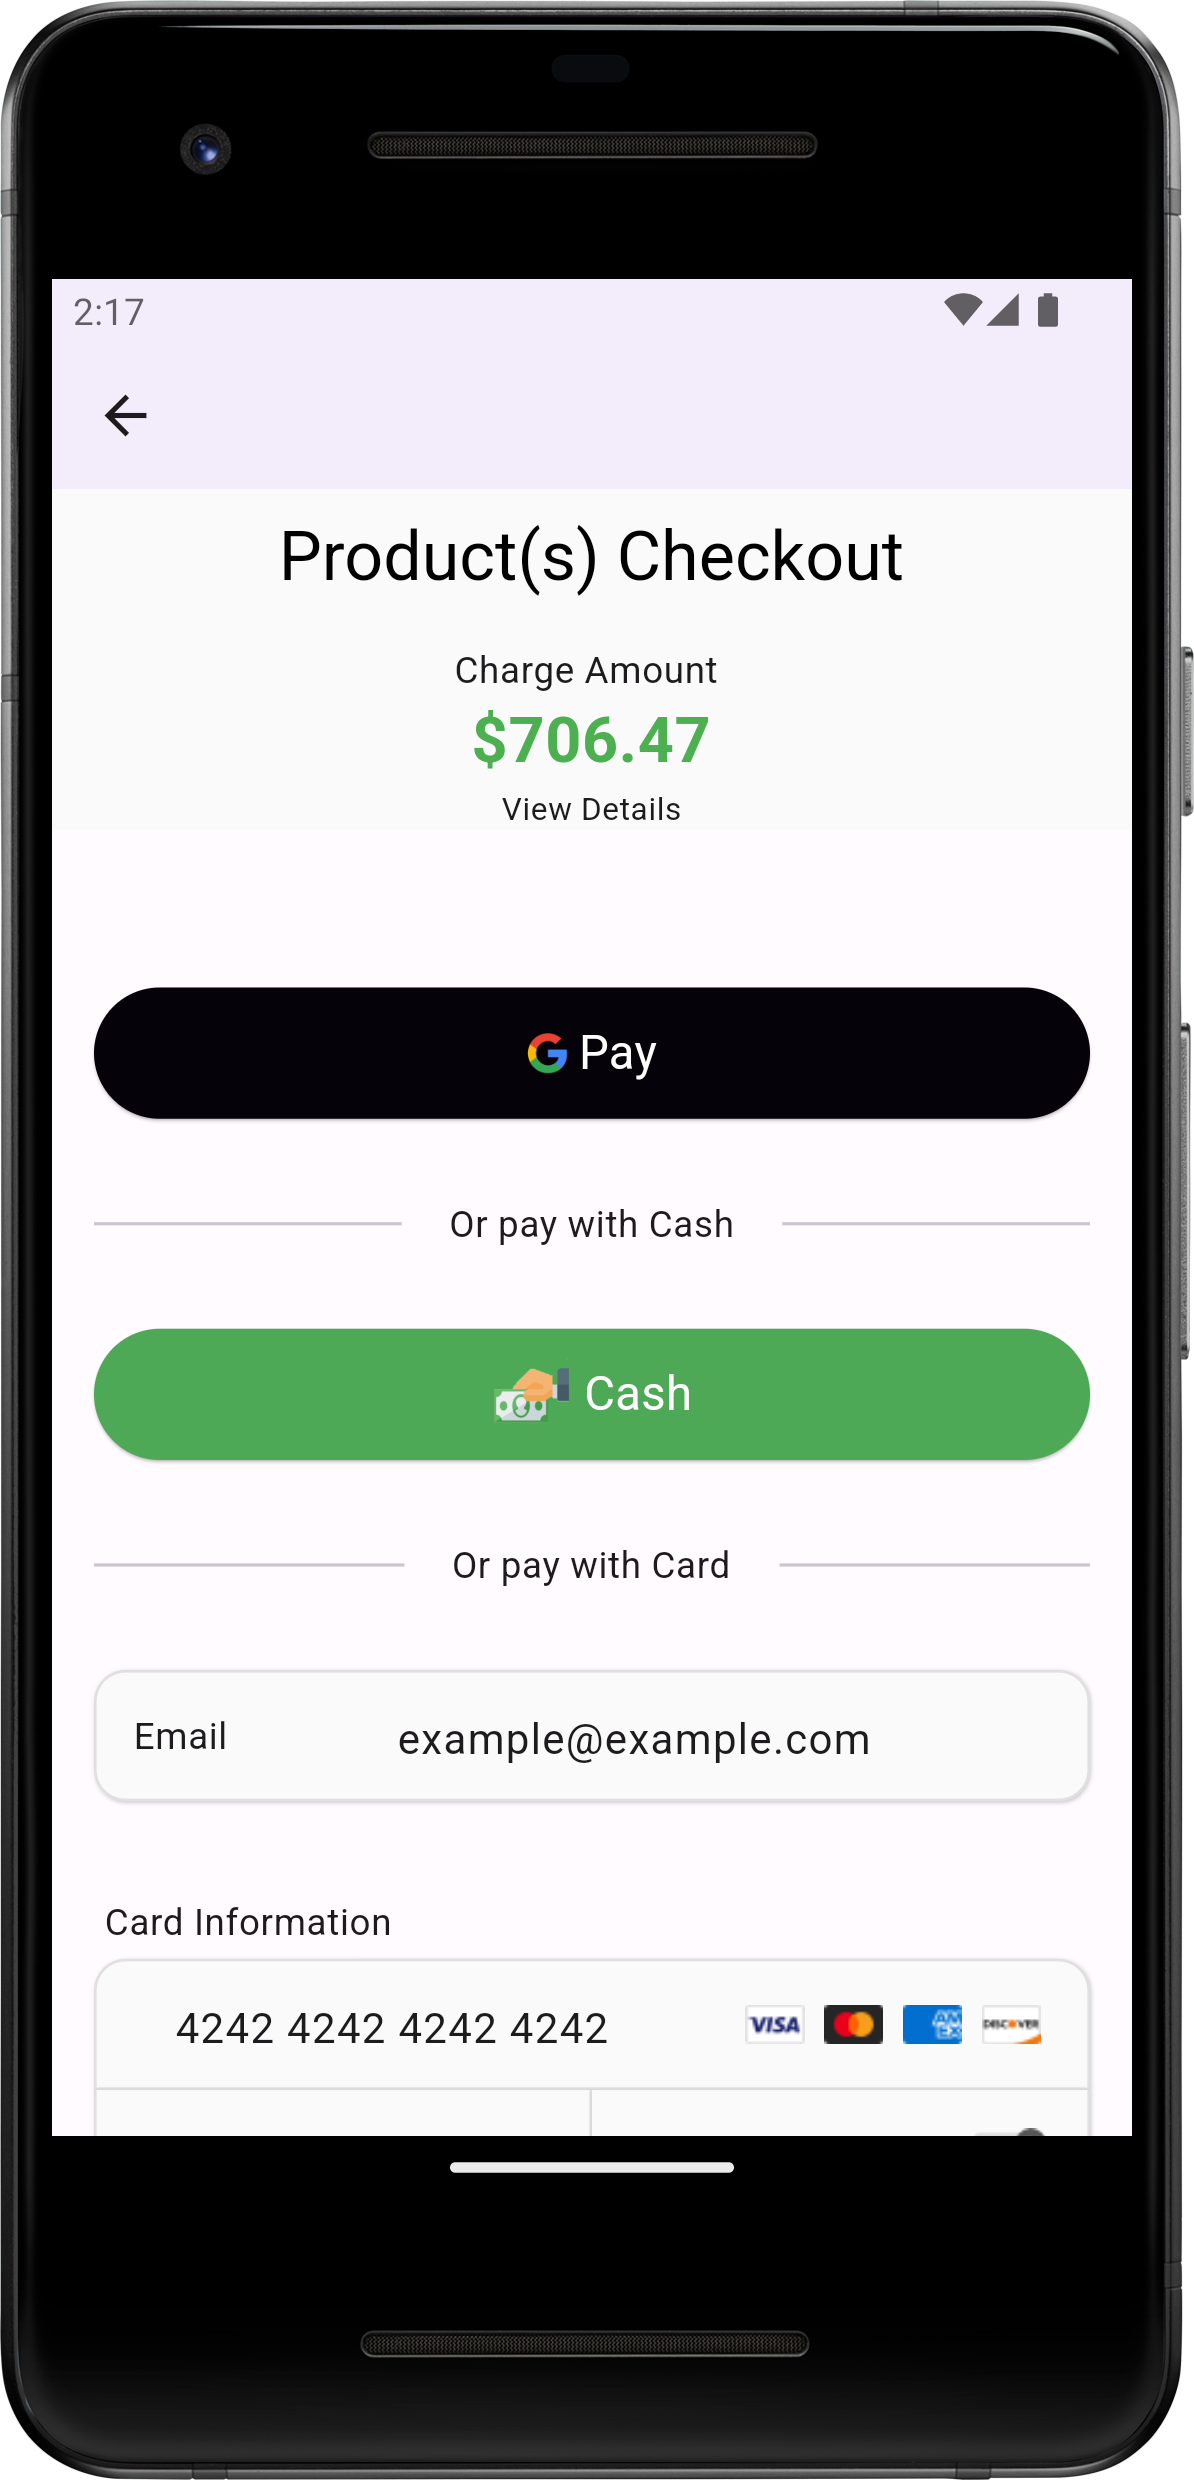 2:17
Product(s) Checkout
Charge Amount
$706.47
View Details
G Pay
Or pay with Cash
Cash
Or pay with Card
Email example@example.com
Card Information
4242 4242 4242 4242 VISA AMEX DISCOVER